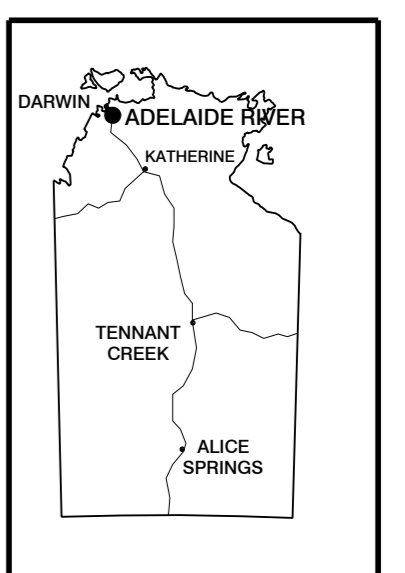 DARWIN
ADELAIDE RIVER
KATHERINE
TENNANT
CREEK
ALICE
SPRINGS